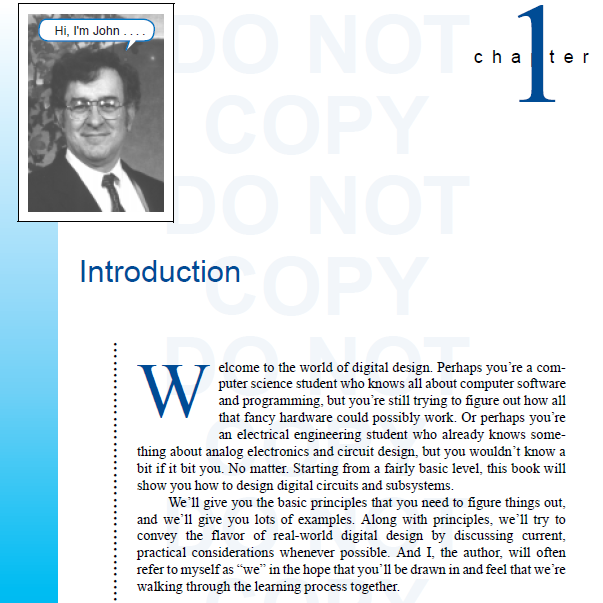 Hi, I'm John . . . .
chapter
1
DO NOT
COPY
DO NOT
COPY
DO NOT
Introduction
Welcome to the world of digital design. Perhaps you're a com-
puter science student who knows all about computer software
and programming, but you're still trying to figure out how all
that fancy hardware could possibly work. Or perhaps you're
an electrical engineering student who already knows some-
thing about analog electronics and circuit design, but you wouldn't know a
bit if it bit you. No matter. Starting from a fairly basic level, this book will
show you how to design digital circuits and subsystems.
We'll give you the basic principles that you need to figure things out,
and we'll give you lots of examples. Along with principles, we'll try to
convey the flavor of real-world digital design by discussing current,
practical considerations whenever possible. And I, the author, will often
refer to myself as “we” in the hope that you'll be drawn in and feel that we're
walking through the learning process together.